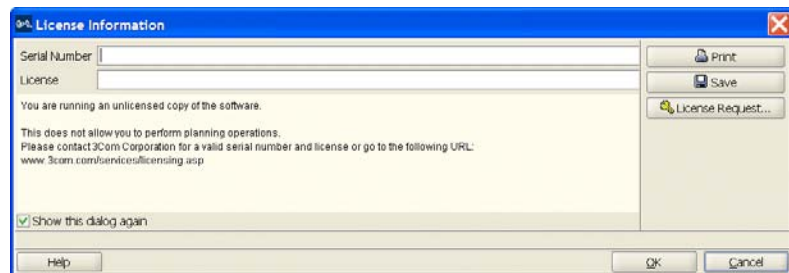 License Information
Serial Number
Print
License
Save
You are running an unlicensed copy of the software.
License Request...
This does not allow you to perform planning operations.
Please contact 3Com Corporation for a valid serial number and license or go to the following URL:
www.3com.com/services/licensing.asp
Show this dialog again
Help
OK
Cancel